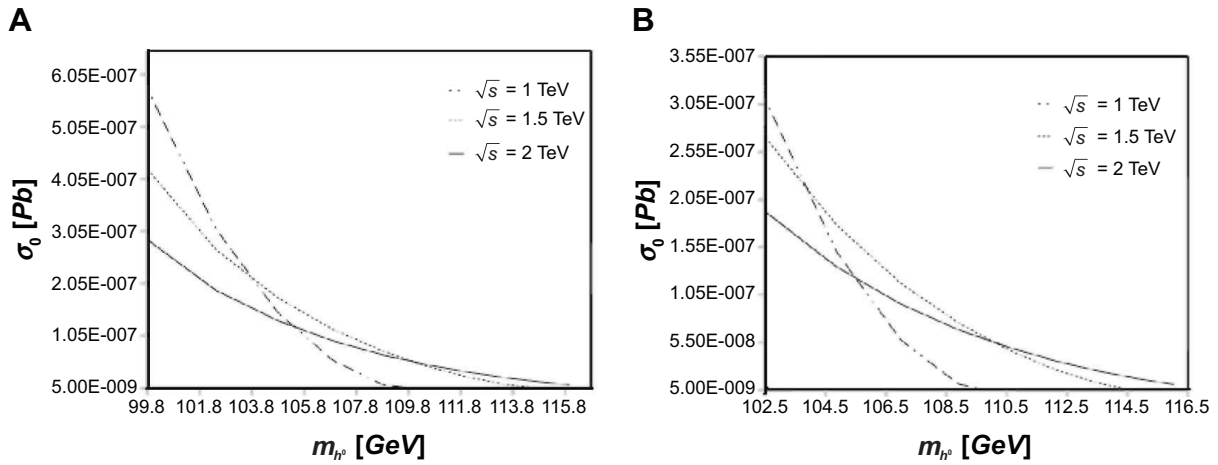 A
6.05E-007
5.05E-007
4.05E-007
3.05E-007
2.05E-007
1.05E-007
5.00E-009
σ₀ [Pb]
√s = 1 TeV
√s = 1.5 TeV
√s = 2 TeV
99.8 101.8 103.8 105.8 107.8 109.8 111.8 113.8 115.8
m_h⁰ [GeV]
B
3.55E-007
3.05E-007
2.55E-007
2.05E-007
1.55E-007
1.05E-007
5.50E-008
5.00E-009
σ₀ [Pb]
√s = 1 TeV
√s = 1.5 TeV
√s = 2 TeV
102.5 104.5 106.5 108.5 110.5 112.5 114.5 116.5
m_h⁰ [GeV]